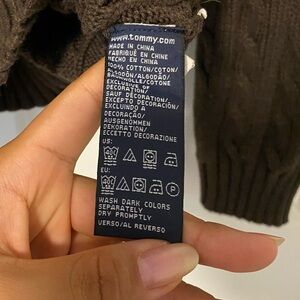 www.tommy.com
MADE IN CHINA
FABRIQUÉ EN CHINE
HECHO EN CHINA
100% COTTON/COTON/
ALGODÓN/ALGODÃO/
BAUMWOLLE/COTONE
EXCLUSIVE OF
DECORATION/
SAUF DÉCORATION/
EXCEPTO DECORACIÓN/
EXCLUINDO A
DECORAÇÃO/
AUSGENOMMEN
DEKORATION/
ECCETTO DECORAZIONE
US:
EU:
WASH DARK COLORS
SEPARATELY
DRY PROMPTLY
VERSO/AL REVERSO